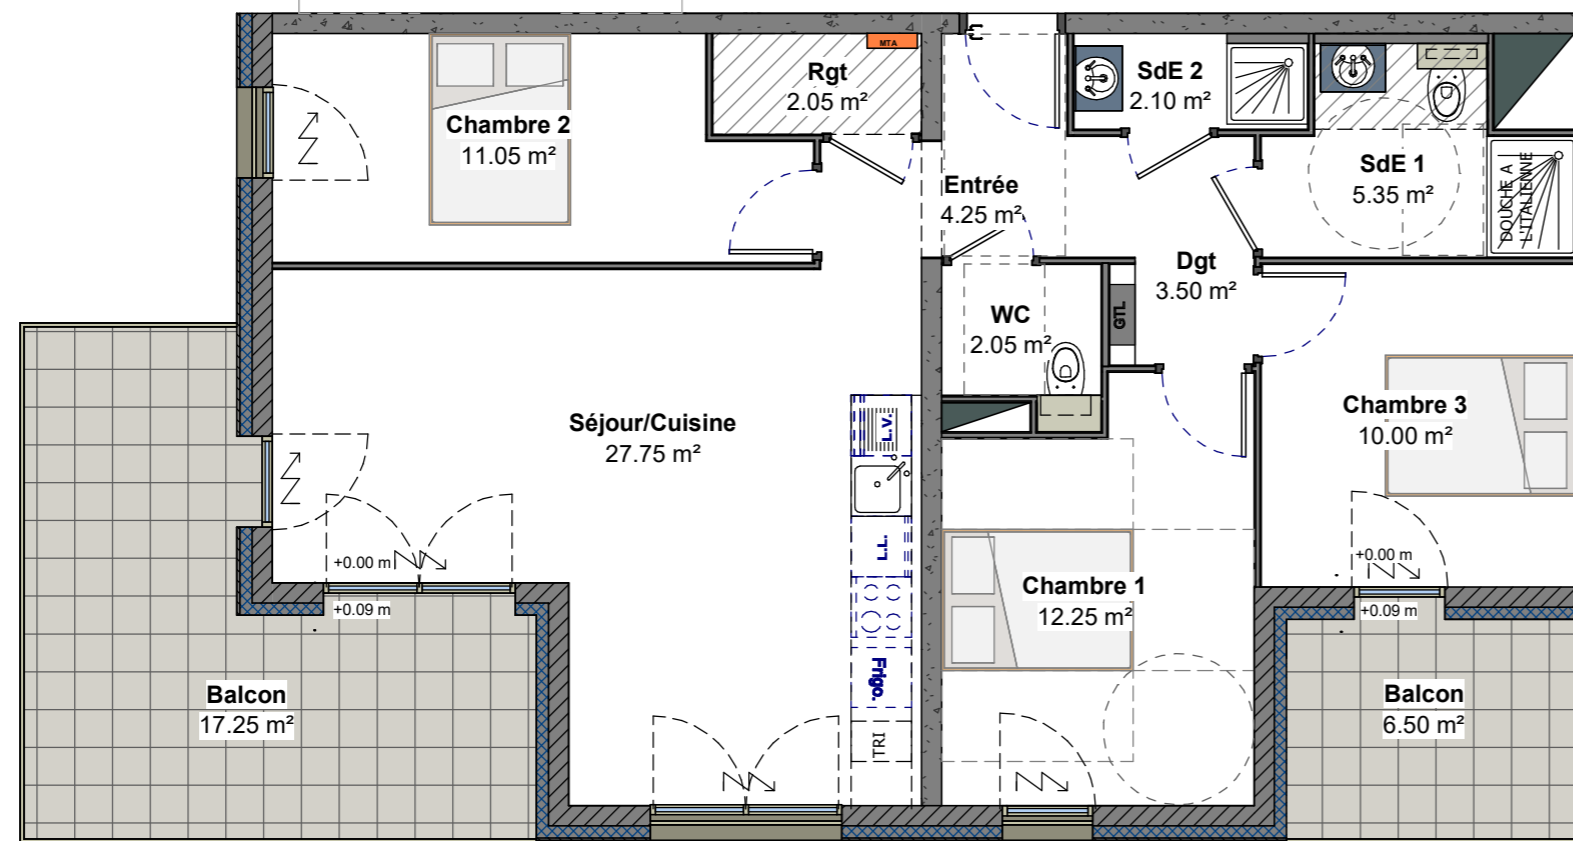 MTA
Rgt
2.05 m²
SdE 2
2.10 m²
Chambre 2
11.05 m²
SdE 1
5.35 m²
DOUCHE A
L'ITALIENNE
Entrée
4.25 m²
Dgt
3.50 m²
GTL
WC
2.05 m²
Séjour/Cuisine
27.75 m²
L.V.
Chambre 3
10.00 m²
L.L.
+0.00 m
+0.09 m
+0.00 m
+0.09 m
Chambre 1
12.25 m²
Frigo.
TRI
Balcon
17.25 m²
Balcon
6.50 m²